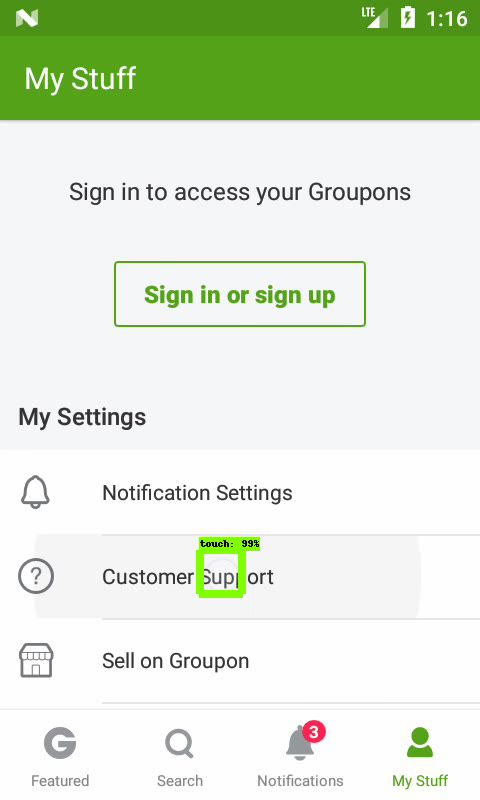 LTE 1:16
My Stuff
Sign in to access your Groupons
Sign in or sign up
My Settings
Notification Settings
touch: 99%
Customer Support
Sell on Groupon
3
Featured Search Notifications My Stuff